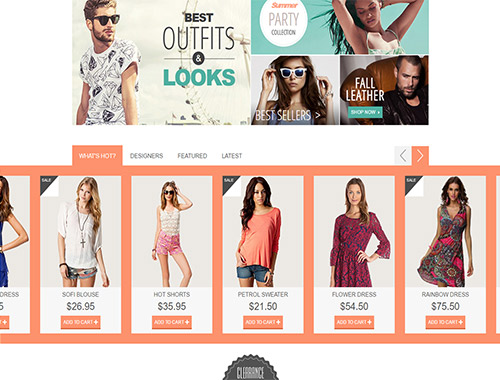 BEST
OUTFITS
&
LOOKS
Summer
PARTY
COLLECTION
BEST SELLERS >
FALL
LEATHER
SHOP NOW >
WHAT'S HOT?
DESIGNERS
FEATURED
LATEST
DRESS
5
ADD TO CART +
SALE
SOFI BLOUSE
$26.95
ADD TO CART +
HOT SHORTS
$35.95
ADD TO CART +
SALE
PETROL SWEATER
$21.50
ADD TO CART +
FLOWER DRESS
$54.50
ADD TO CART +
SALE
RAINBOW DRESS
$75.50
ADD TO CART +
CLEARANCE